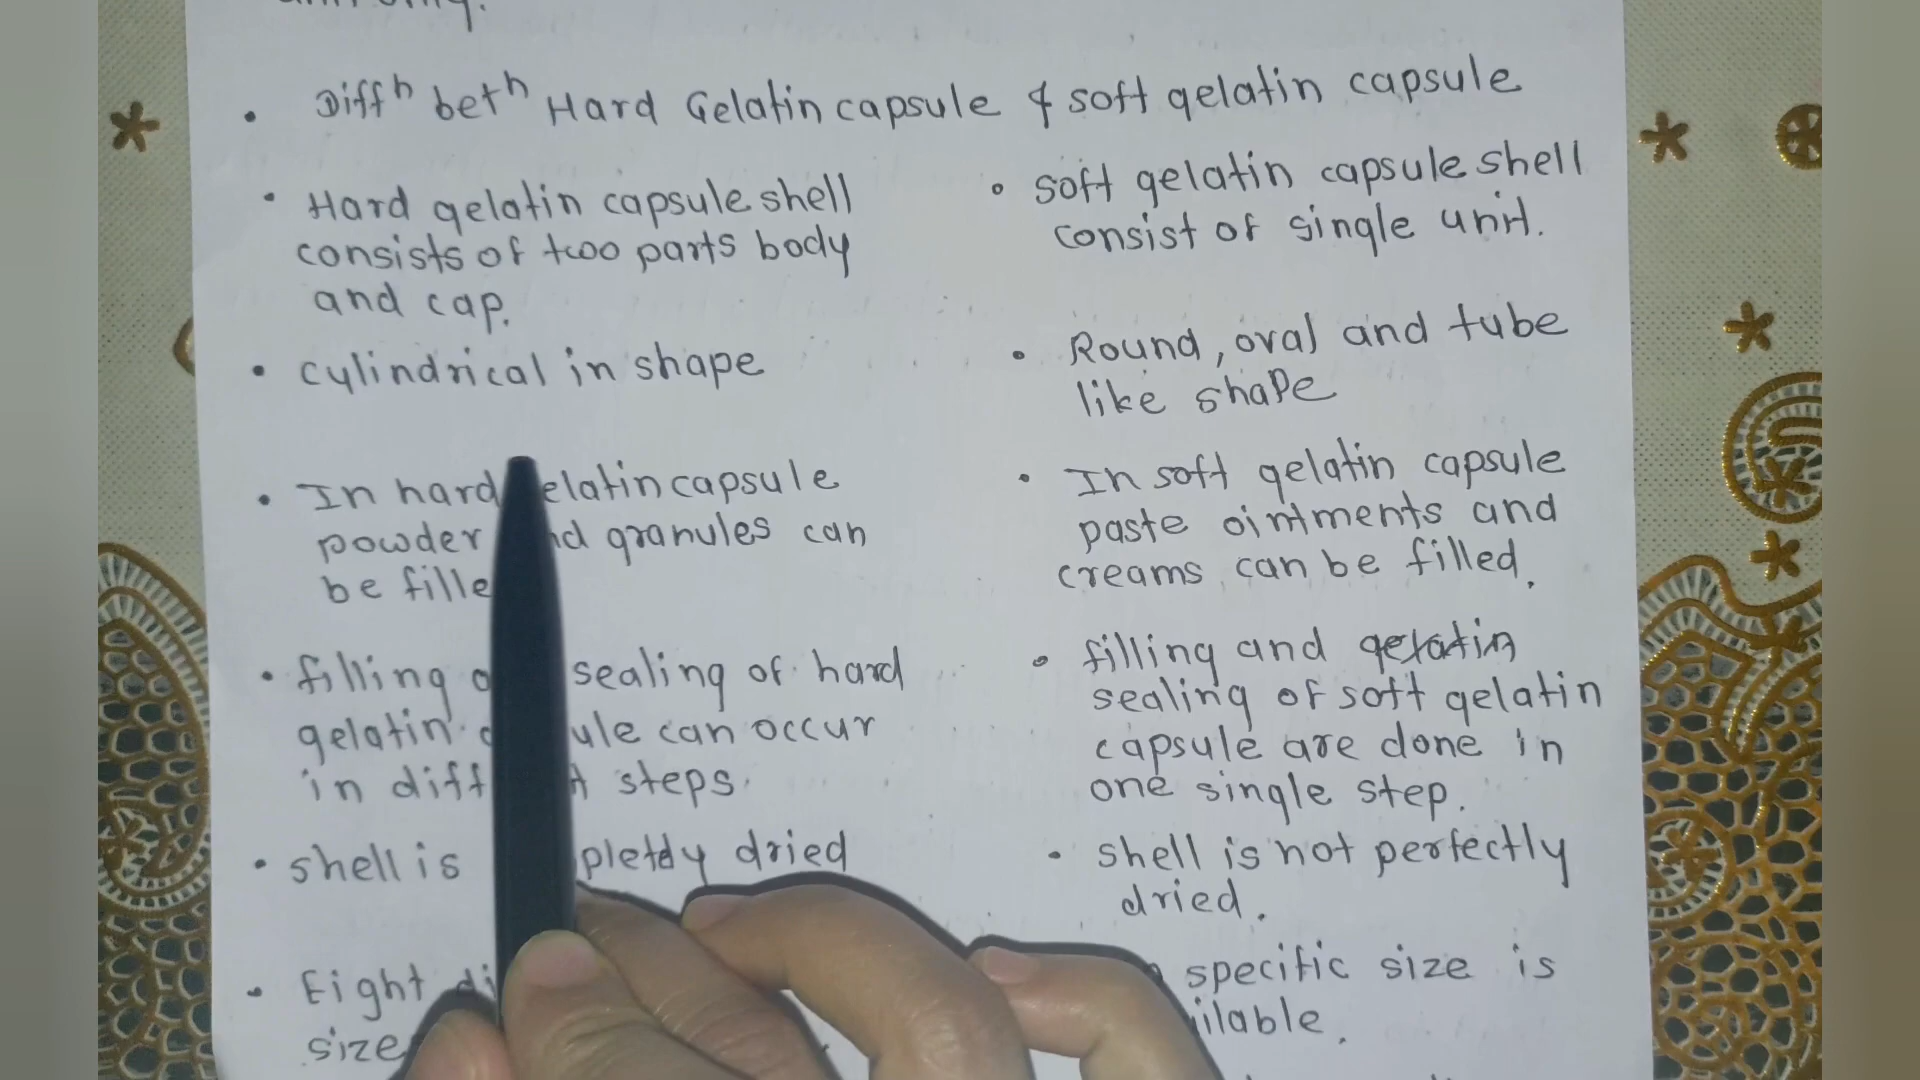 Diffⁿ betⁿ Hard Gelatin capsule & soft gelatin capsule
• Hard gelatin capsule shell
consists of two parts body
and cap.
• cylindrical in shape
• In hard elatin capsule
powder nd granules can
be fille
• filling sealing of hard
gelatin ule can occur
in diff t steps.
• shell is pletely dried
• Eight di
size
• soft gelatin capsule shell
consist of single unit.
• Round, oval and tube
like shape
• In soft gelatin capsule
paste ointments and
creams can be filled.
• filling and gelatin
sealing of soft gelatin
capsule are done in
one single step.
• shell is not perfectly
dried.
specific size is
ilable.